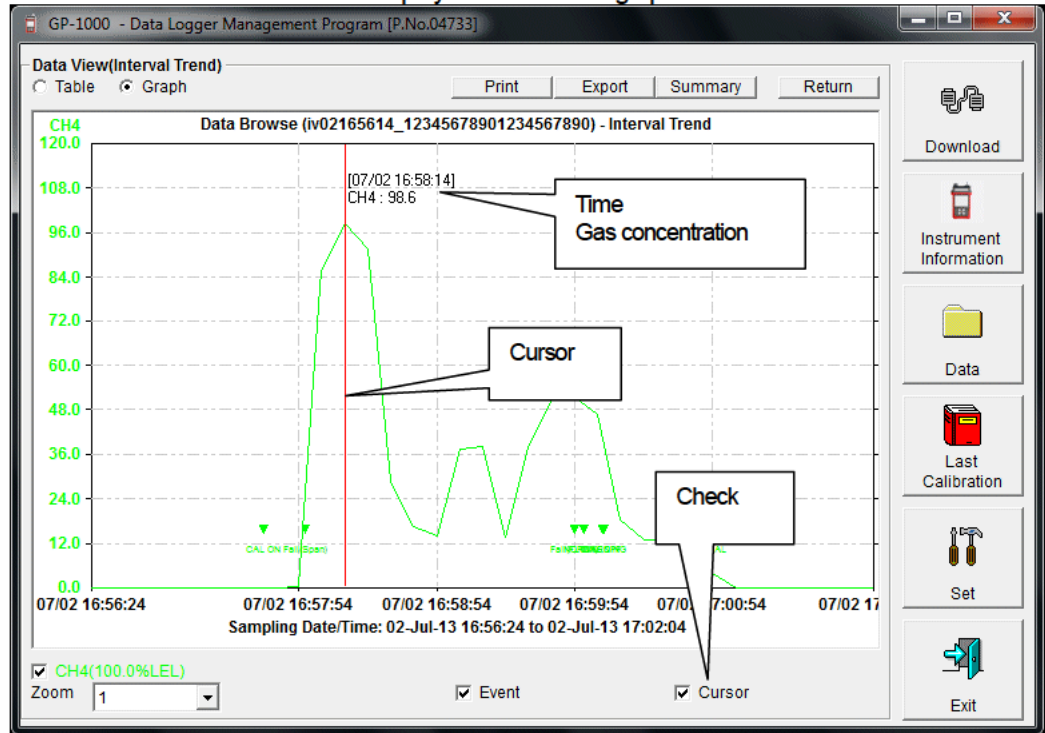 GP-1000 - Data Logger Management Program [P.No.04733]
Data View(Interval Trend)
Table Graph Print Export Summary Return
CH4 Data Browse (iv02165614_12345678901234567890) - Interval Trend
120.0
108.0
96.0
84.0
72.0
60.0
48.0
36.0
24.0
12.0
0.0
[07/02 16:58:14]
CH4 : 98.6
Time
Gas concentration
Cursor
Check
CAL ON Fail(Span)
07/02 16:56:24 07/02 16:57:54 07/02 16:58:54 07/02 16:59:54 07/0 7:00:54 07/02 17
Sampling Date/Time: 02-Jul-13 16:56:24 to 02-Jul-13 17:02:04
CH4(100.0%LEL)
Zoom 1 Event Cursor
Download
Instrument
Information
Data
Last
Calibration
Set
Exit